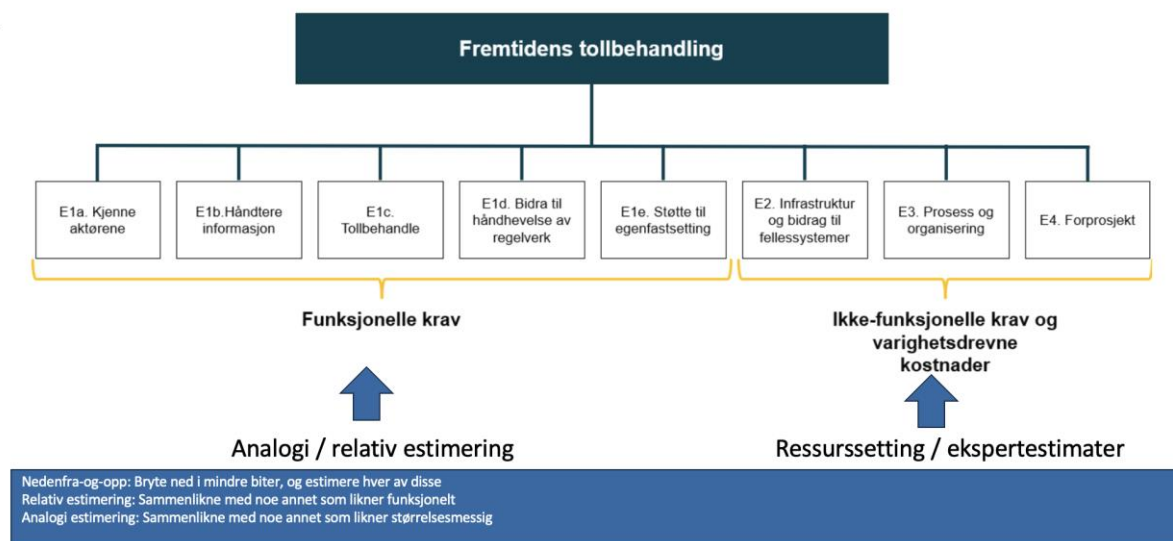 Fremtidens tollbehandling
E1a. Kjenne
aktørene
E1b.Håndtere
informasjon
E1c.
Tollbehandle
E1d. Bidra til
håndhevelse av
regelverk
E1e. Støtte til
egenfastsetting
E2. Infrastruktur
og bidrag til
fellessystemer
E3. Prosess og
organisering
E4. Forprosjekt
Funksjonelle krav
Ikke-funksjonelle krav og
varighetsdrevne
kostnader
Analogi / relativ estimering
Ressurssetting / ekspertestimater
Nedenfra-og-opp: Bryte ned i mindre biter, og estimere hver av disse
Relativ estimering: Sammenlikne med noe annet som likner funksjonelt
Analogi estimering: Sammenlikne med noe annet som likner størrelsesmessig